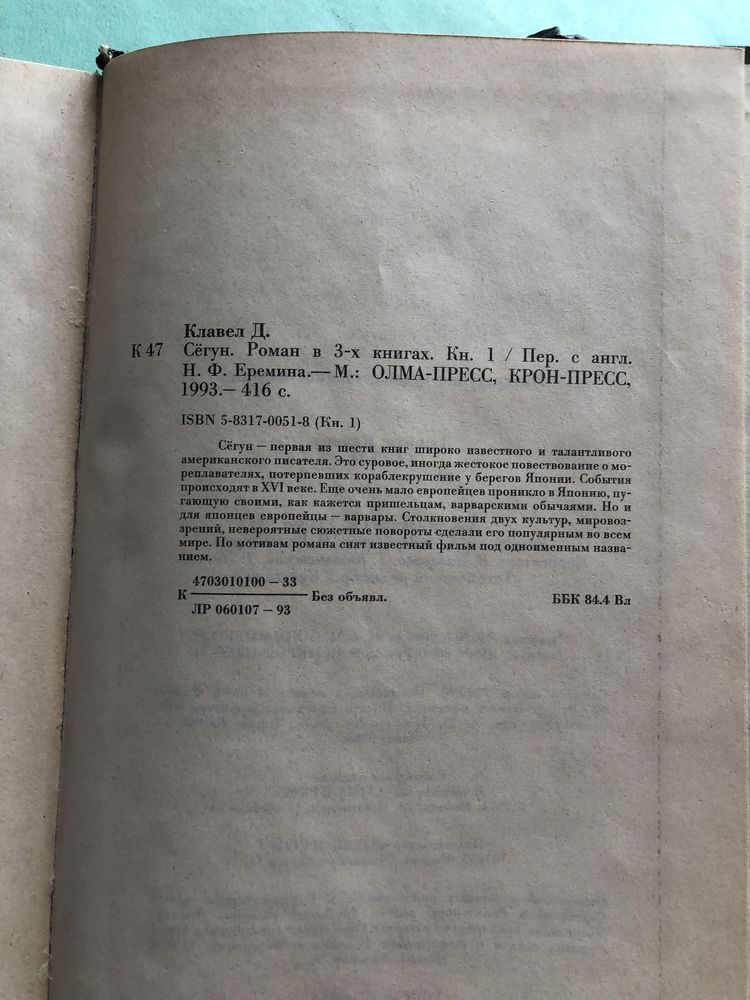 Клавел Д.
К 47 Сёгун. Роман в 3-х книгах. Кн. 1 / Пер. с англ.
Н. Ф. Еремина.— М.: ОЛМА-ПРЕСС, КРОН-ПРЕСС,
1993.— 416 с.
ISBN 5-8317-0051-8 (Кн. 1)
Сёгун — первая из шести книг широко известного и талантливого
американского писателя. Это суровое, иногда жестокое повествование о мо-
реплавателях, потерпевших кораблекрушение у берегов Японии. События
происходят в XVI веке. Еще очень мало европейцев проникло в Японию, пу-
гающую своими, как кажется пришельцам, варварскими обычаями. Но и
для японцев европейцы — варвары. Столкновения двух культур, мировоз-
зрений, невероятные сюжетные повороты сделали его популярным во всем
мире. По мотивам романа снят известный фильм под одноименным назва-
нием.
4703010100 – 33
К Без объявл.
ЛР 060107 – 93
ББК 84.4 Вл